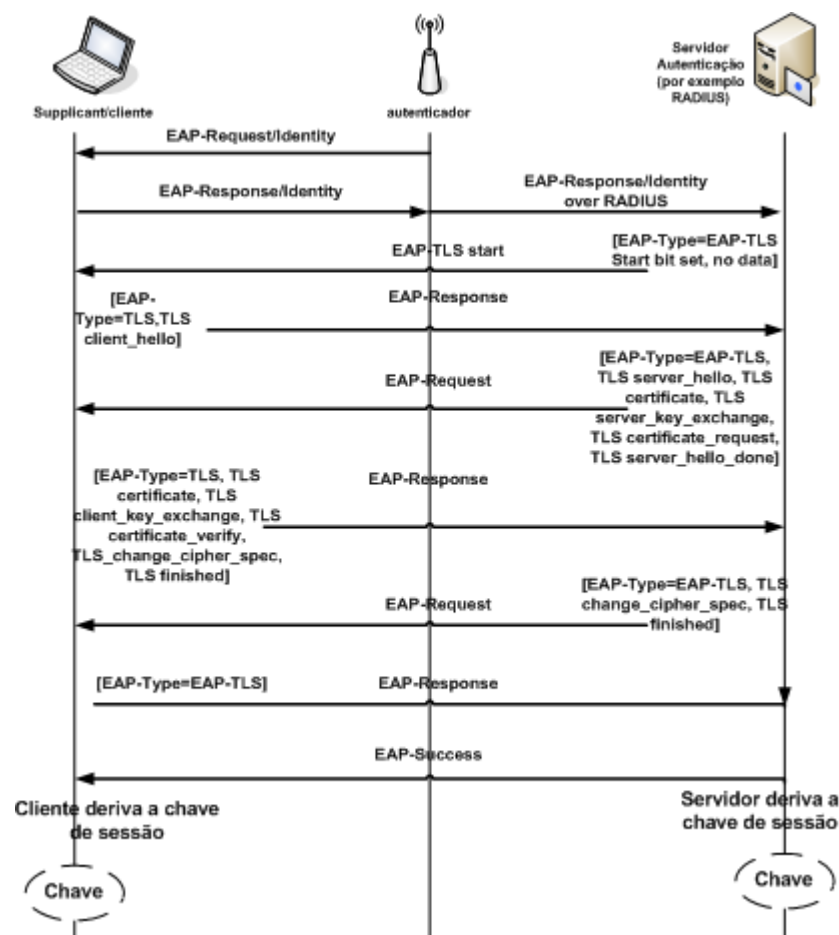 Servidor
Autenticação
(por exemplo
RADIUS)
Supplicant/cliente
autenticador
EAP-Request/Identity
EAP-Response/Identity
EAP-Response/Identity
over RADIUS
EAP-TLS start
[EAP-Type=EAP-TLS
Start bit set, no data]
[EAP-
Type=TLS,TLS
client_hello]
EAP-Response
EAP-Request
[EAP-Type=EAP-TLS,
TLS server_hello, TLS
certificate, TLS
server_key_exchange,
TLS certificate_request,
TLS server_hello_done]
[EAP-Type=TLS, TLS
certificate, TLS
client_key_exchange, TLS
certificate_verify,
TLS_change_cipher_spec,
TLS finished]
EAP-Response
EAP-Request
[EAP-Type=EAP-TLS, TLS
change_cipher_spec, TLS
finished]
[EAP-Type=EAP-TLS]
EAP-Response
EAP-Success
Cliente deriva a chave
de sessão
Servidor deriva a
chave de sessão
Chave
Chave